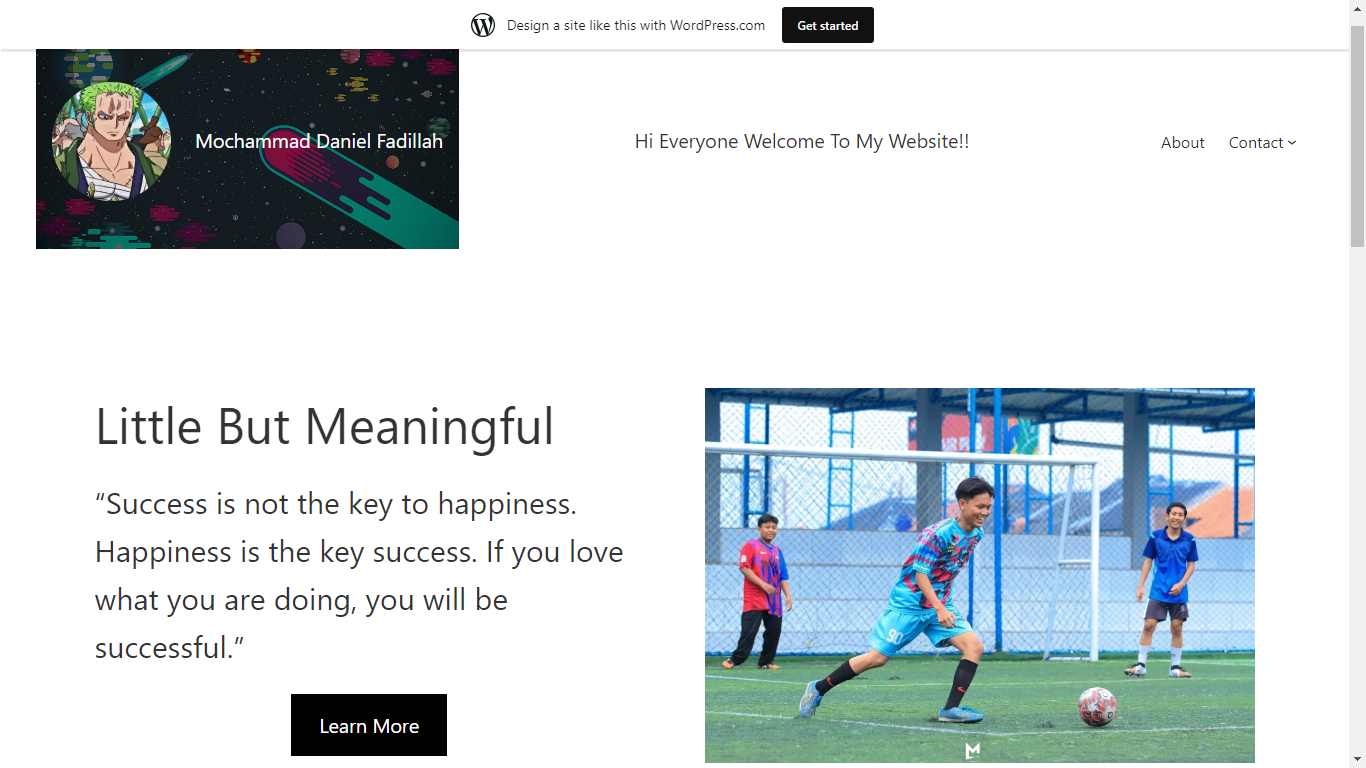 Design a site like this with WordPress.com
Get started
Mochammad Daniel Fadillah
Hi Everyone Welcome To My Website!!
About
Contact
Little But Meaningful
“Success is not the key to happiness.
Happiness is the key success. If you love
what you are doing, you will be
successful.”
Learn More
90